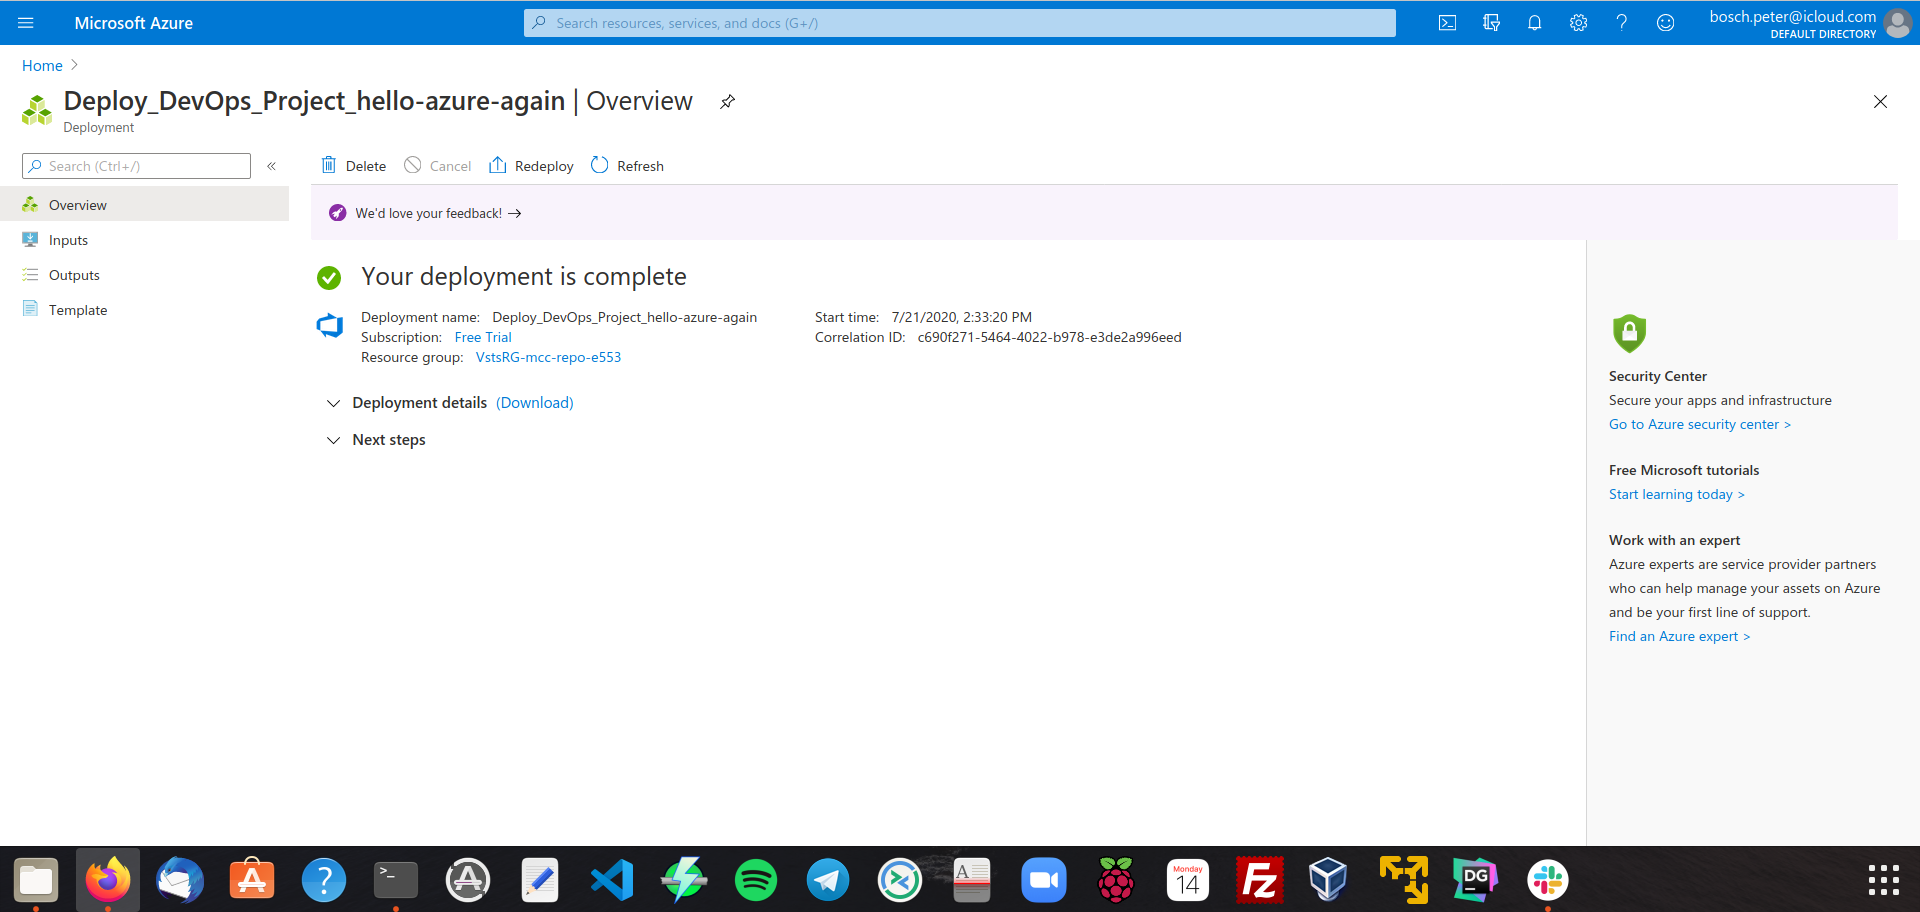 Microsoft Azure
Search resources, services, and docs (G+/)
bosch.peter@icloud.com
DEFAULT DIRECTORY
Home
Deploy_DevOps_Project_hello-azure-again | Overview
Deployment
Search (Ctrl+/)
«
Delete
Cancel
Redeploy
Refresh
Overview
Inputs
Outputs
Template
We'd love your feedback! →
Your deployment is complete
Deployment name: Deploy_DevOps_Project_hello-azure-again
Subscription: Free Trial
Resource group: VstsRG-mcc-repo-e553
Start time: 7/21/2020, 2:33:20 PM
Correlation ID: c690f271-5464-4022-b978-e3de2a996eed
Deployment details (Download)
Next steps
Security Center
Secure your apps and infrastructure
Go to Azure security center >
Free Microsoft tutorials
Start learning today >
Work with an expert
Azure experts are service provider partners
who can help manage your assets on Azure
and be your first line of support.
Find an Azure expert >
?
>_
A
Monday
14
Fz
DG